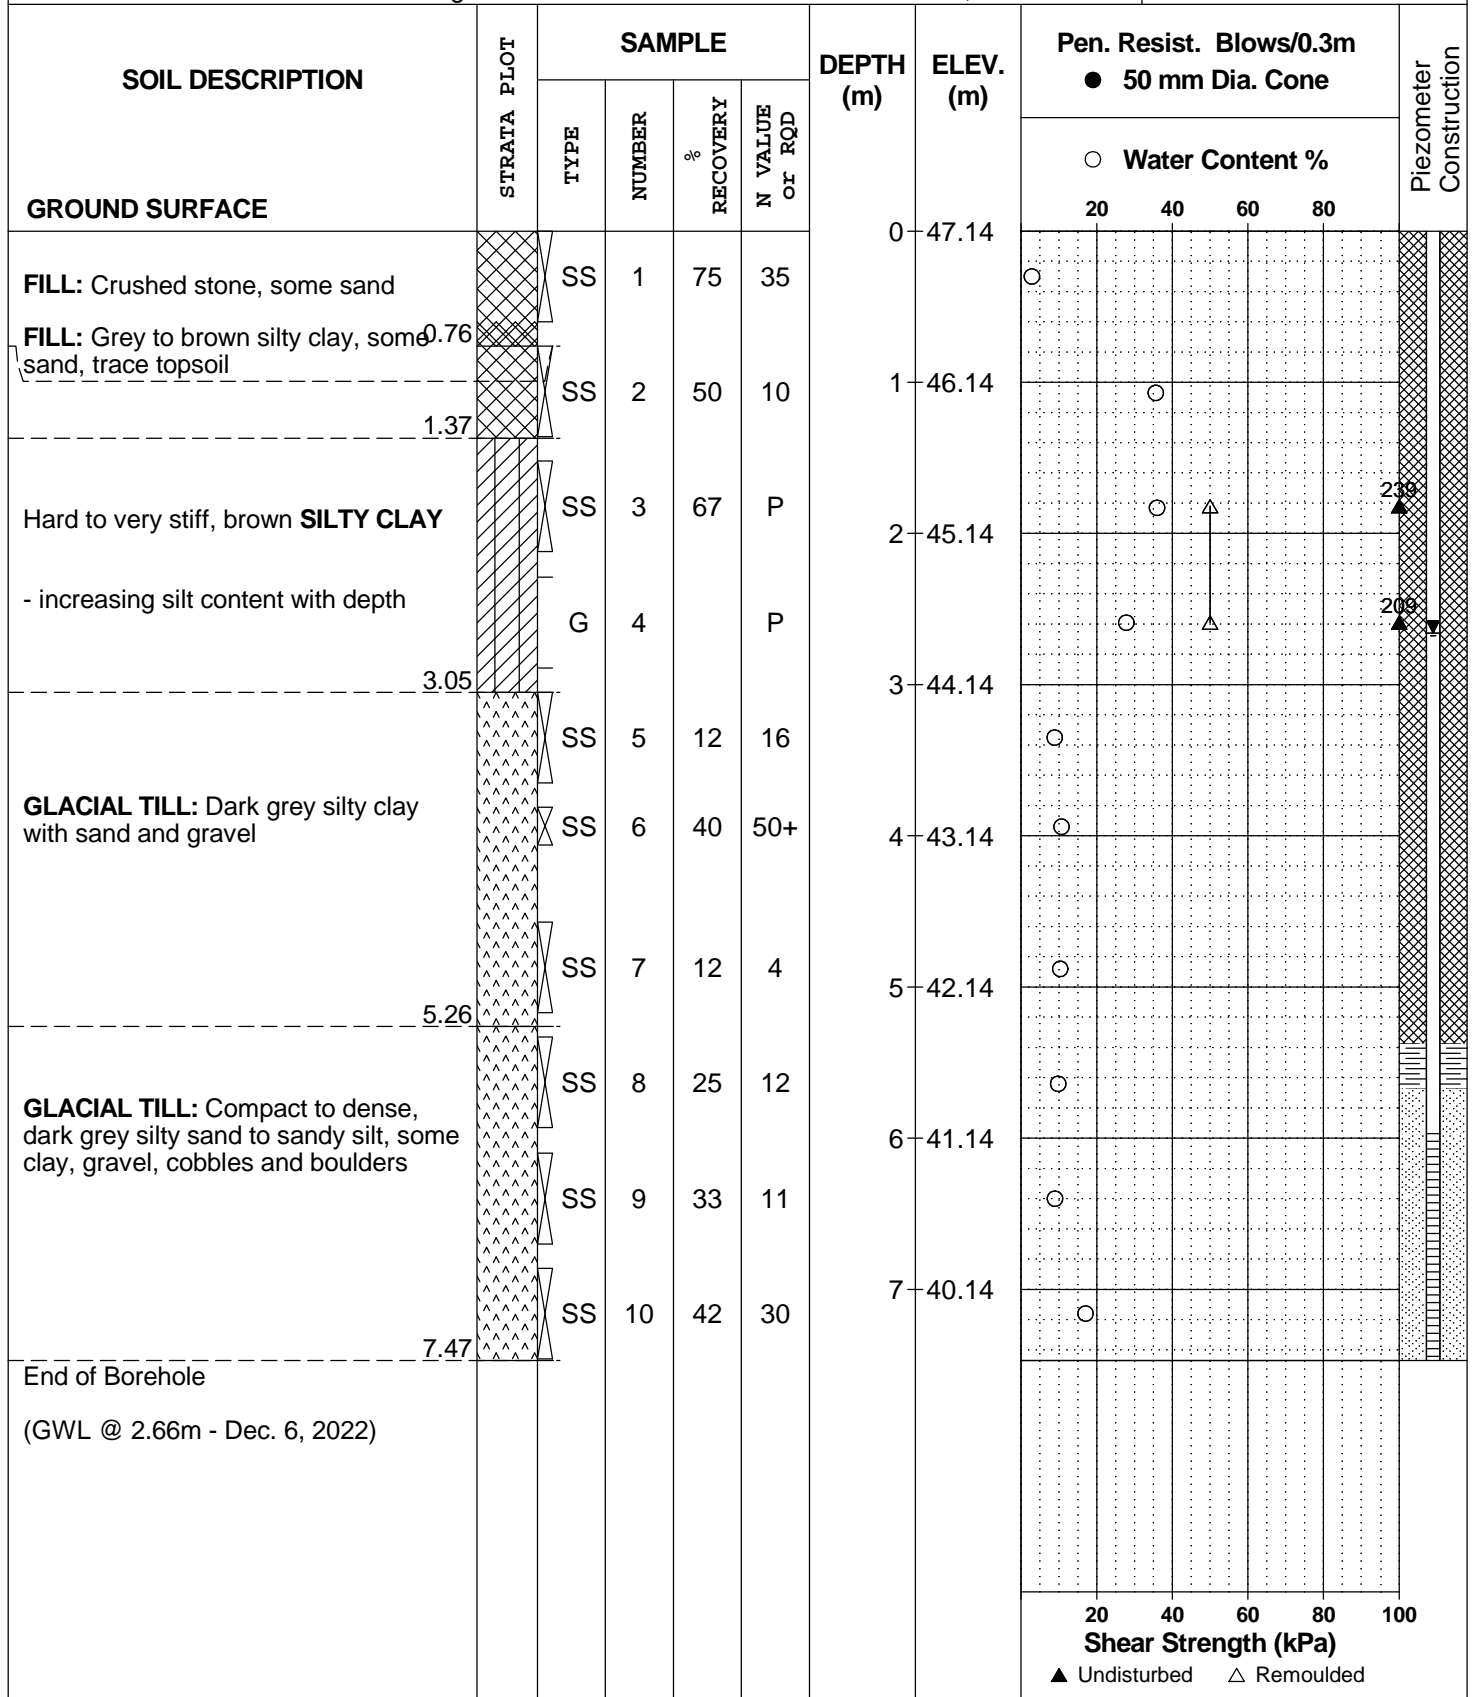 SOIL DESCRIPTION
GROUND SURFACE
STRATA PLOT
SAMPLE
TYPE
NUMBER
% RECOVERY
N VALUE or RQD
DEPTH (m)
ELEV. (m)
Pen. Resist. Blows/0.3m
● 50 mm Dia. Cone
○ Water Content %
20 40 60 80
Piezometer Construction
0 47.14
FILL: Crushed stone, some sand
SS 1 75 35
0.76
FILL: Grey to brown silty clay, some
sand, trace topsoil
1 46.14
SS 2 50 10
1.37
Hard to very stiff, brown SILTY CLAY
SS 3 67 P
239
2 45.14
- increasing silt content with depth
G 4 P
209
3.05
3 44.14
SS 5 12 16
GLACIAL TILL: Dark grey silty clay
with sand and gravel
SS 6 40 50+
4 43.14
SS 7 12 4
5 42.14
5.26
SS 8 25 12
GLACIAL TILL: Compact to dense,
dark grey silty sand to sandy silt, some
clay, gravel, cobbles and boulders
6 41.14
SS 9 33 11
7 40.14
SS 10 42 30
7.47
End of Borehole
(GWL @ 2.66m - Dec. 6, 2022)
20 40 60 80 100
Shear Strength (kPa)
▲ Undisturbed △ Remoulded